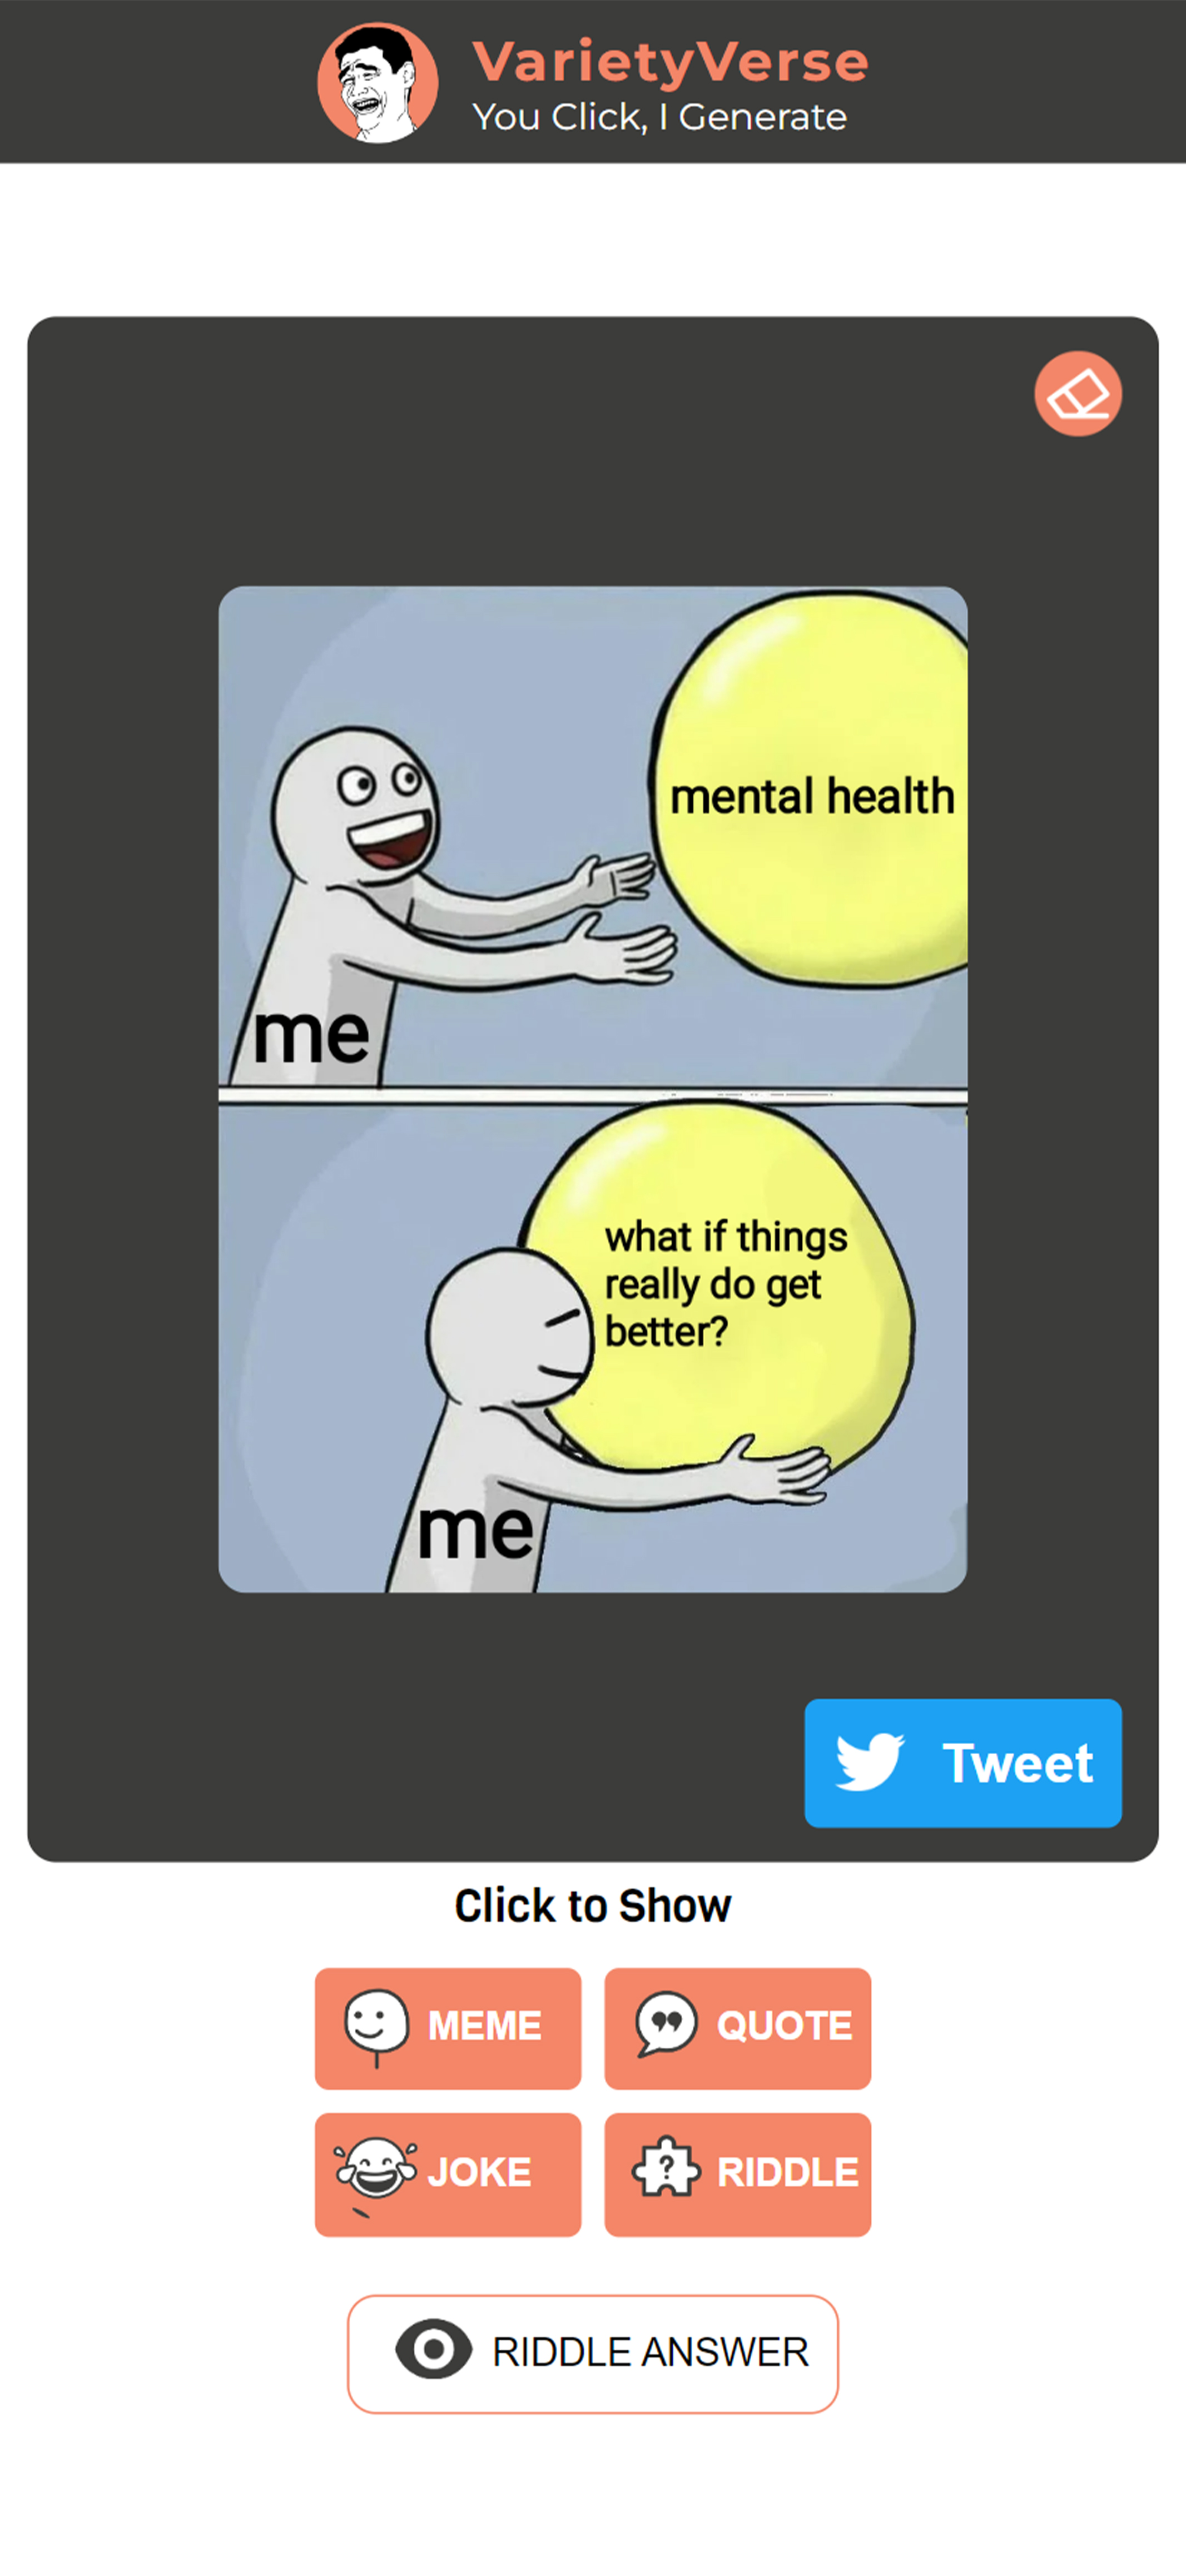 VarietyVerse
You Click, I Generate
mental health
me
what if things
really do get
better?
me
Tweet
Click to Show
MEME
QUOTE
JOKE
RIDDLE
RIDDLE ANSWER